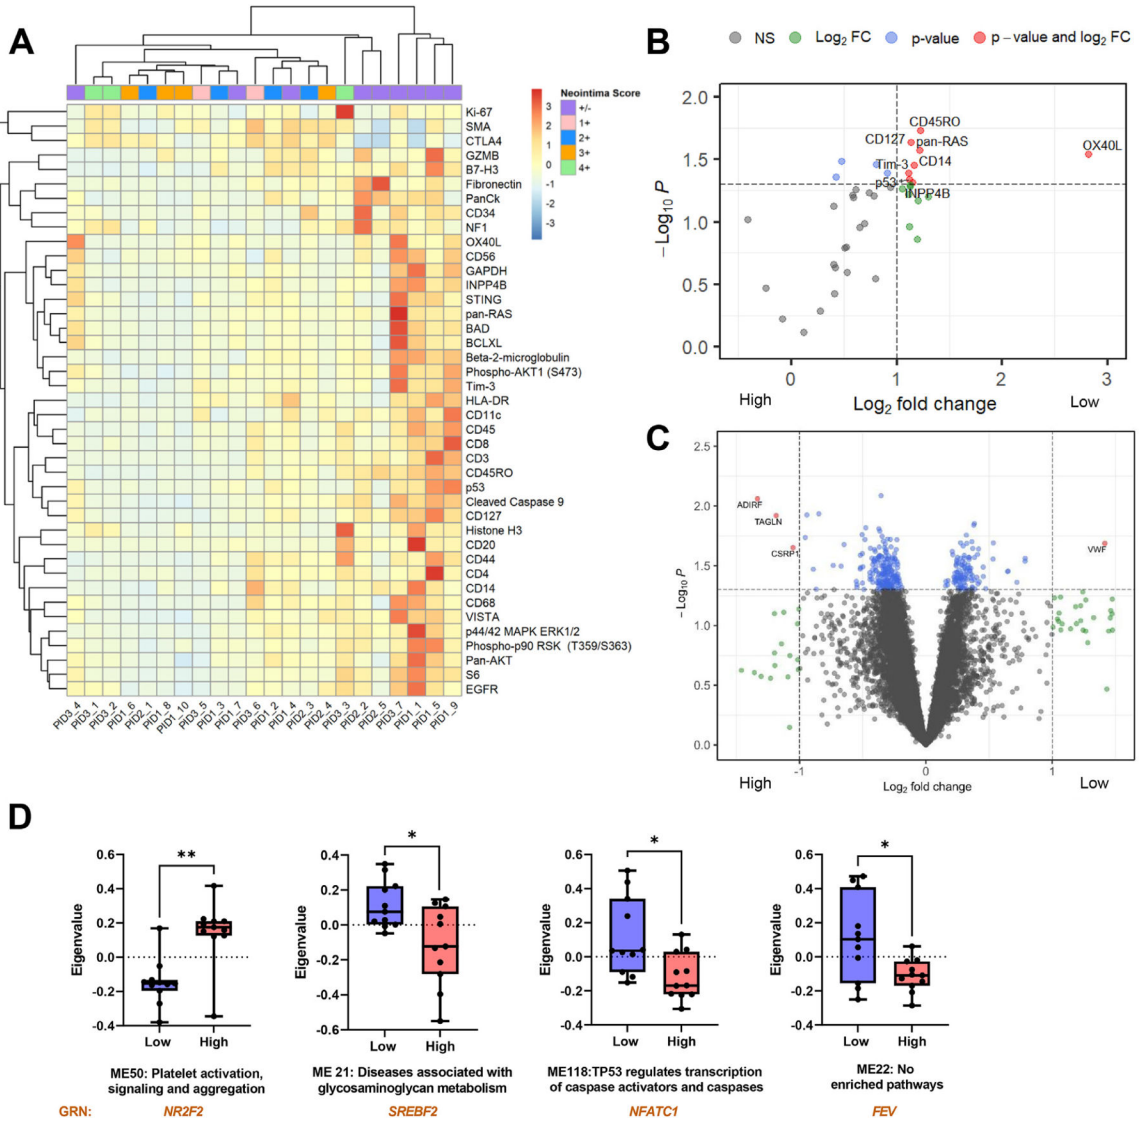 A
Neointima Score
+/-
1+
2+
3+
4+
3
2
1
0
-1
-2
-3
Ki-67
SMA
CTLA4
GZMB
B7-H3
Fibronectin
PanCk
CD34
NF1
OX40L
CD56
GAPDH
INPP4B
STING
pan-RAS
BAD
BCLXL
Beta-2-microglobulin
Phospho-AKT1 (S473)
Tim-3
HLA-DR
CD11c
CD45
CD8
CD3
CD45RO
p53
Cleaved Caspase 9
CD127
Histone H3
CD20
CD44
CD4
CD14
CD68
VISTA
p44/42 MAPK ERK1/2
Phospho-p90 RSK (T359/S363)
Pan-AKT
S6
EGFR
PID3_4
PID3_1
PID3_2
PID1_6
PID2_1
PID1_8
PID1_10
PID3_5
PID1_3
PID1_7
PID3_6
PID1_2
PID1_4
PID2_3
PID2_4
PID3_3
PID2_2
PID2_5
PID3_7
PID1_1
PID1_5
PID1_9
B
NS
Log2 FC
p-value
p − value and log2 FC
−Log10 P
2.0
1.5
1.0
0.5
0.0
CD45RO
CD127
pan-RAS
OX40L
Tim-3
CD14
p53
INPP4B
0
1
2
3
High
Log2 fold change
Low
C
−Log10 P
2.5
2.0
1.5
1.0
0.5
0.0
ADIRF
TAGLN
CSRP1
VWF
-1
0
1
High
Log2 fold change
Low
D
Eigenvalue
0.6
0.4
0.2
0.0
-0.2
-0.4
**
Low
High
ME50: Platelet activation,
signaling and aggregation
Eigenvalue
0.4
0.2
0.0
-0.2
-0.4
-0.6
*
Low
High
ME 21: Diseases associated with
glycosaminoglycan metabolism
Eigenvalue
0.6
0.4
0.2
0.0
-0.2
-0.4
*
Low
High
ME118:TP53 regulates transcription
of caspase activators and caspases
Eigenvalue
0.6
0.4
0.2
0.0
-0.2
-0.4
*
Low
High
ME22: No
enriched pathways
GRN:
NR2F2
SREBF2
NFATC1
FEV